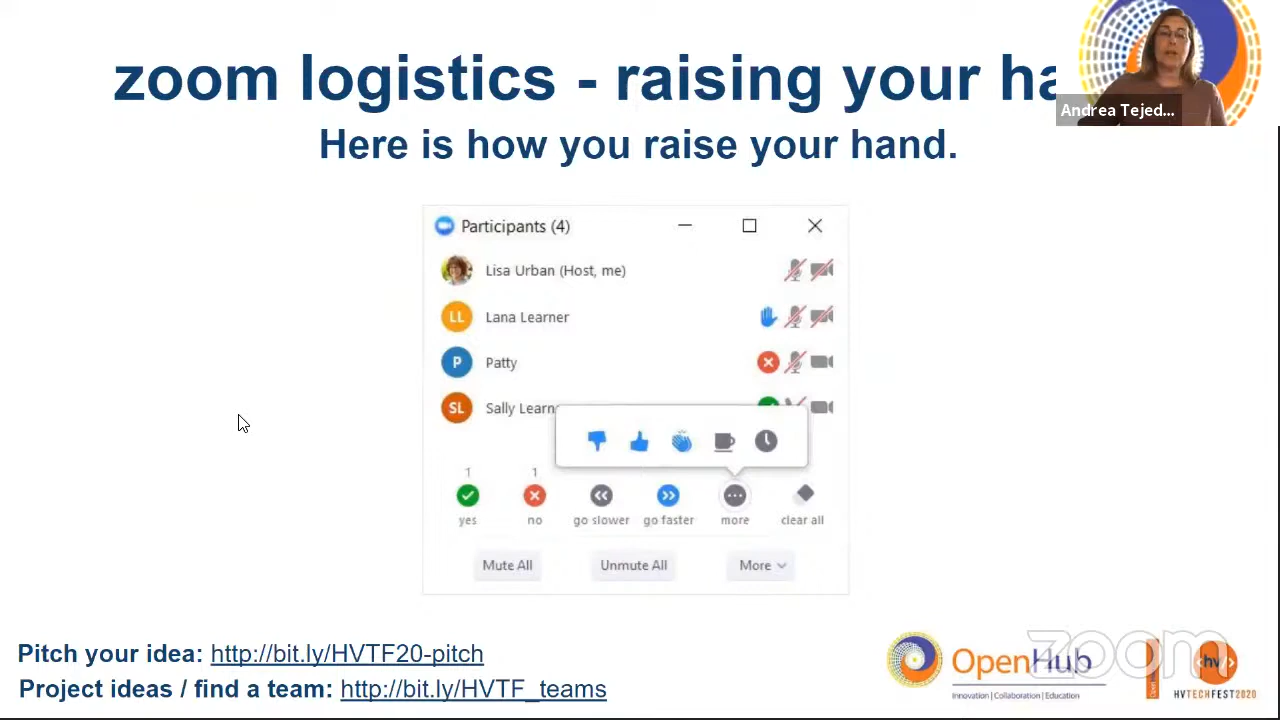 zoom logistics - raising your ha
Andrea Tejed...
Here is how you raise your hand.
Participants (4)
Lisa Urban (Host, me)
LL Lana Learner
P Patty
SL Sally Learn
1 1
yes no go slower go faster more clear all
Mute All Unmute All More
Pitch your idea: http://bit.ly/HVTF20-pitch
Project ideas / find a team: http://bit.ly/HVTF_teams
OpenHub
Innovation | Collaboration | Education
zoom
hv
HVTECHFEST2020